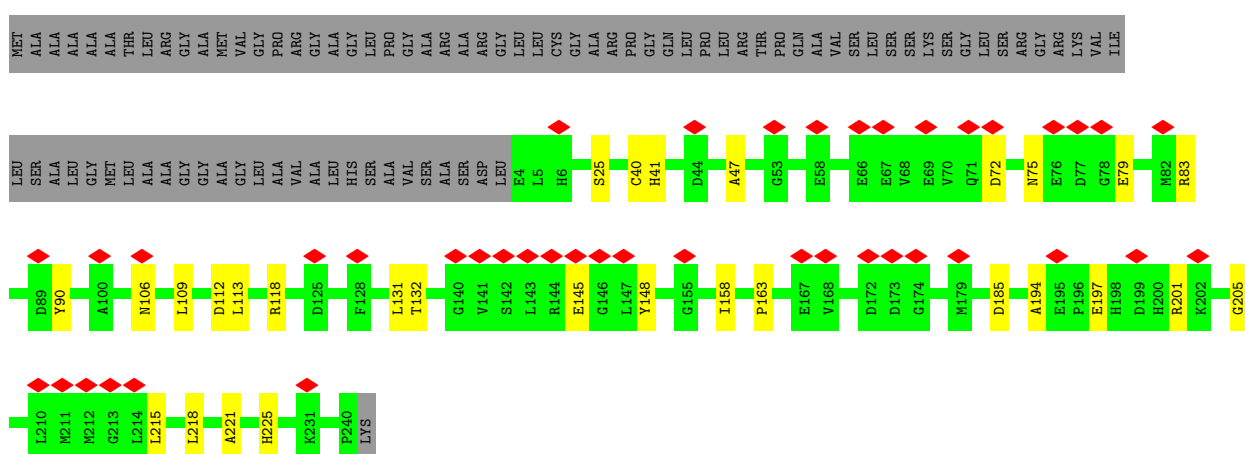 MET ALA ALA ALA ALA ALA THR LEU ARG GLY ALA MET VAL GLY PRO ARG GLY ALA GLY LEU PRO GLY ALA ARG ALA ARG GLY LEU LEU CYS GLY ALA ARG PRO GLY GLN LEU PRO LEU ARG THR PRO GLN ALA VAL SER LEU SER SER LYS SER GLY LEU SER ARG GLY ARG LYS VAL ILE
LEU SER ALA LEU GLY MET LEU ALA ALA GLY GLY ALA GLY LEU ALA VAL ALA LEU HIS SER ALA VAL SER ALA SER ASP LEU E4 L5 H6 S25 C40 H41 D44 A47 G53 E58 E66 E67 V68 E69 V70 Q71 D72 N75 E76 D77 G78 E79 M82 R83
D89 Y90 A100 N106 L109 D112 L113 R118 D125 F128 L131 T132 G140 V141 S142 L143 R144 E145 G146 L147 Y148 G155 I158 P163 E167 V168 D172 D173 G174 M179 D185 A194 E195 P196 E197 H198 D199 H200 R201 K202 G205
L210 M211 M212 G213 L214 L215 L218 A221 H225 K231 P240 LYS